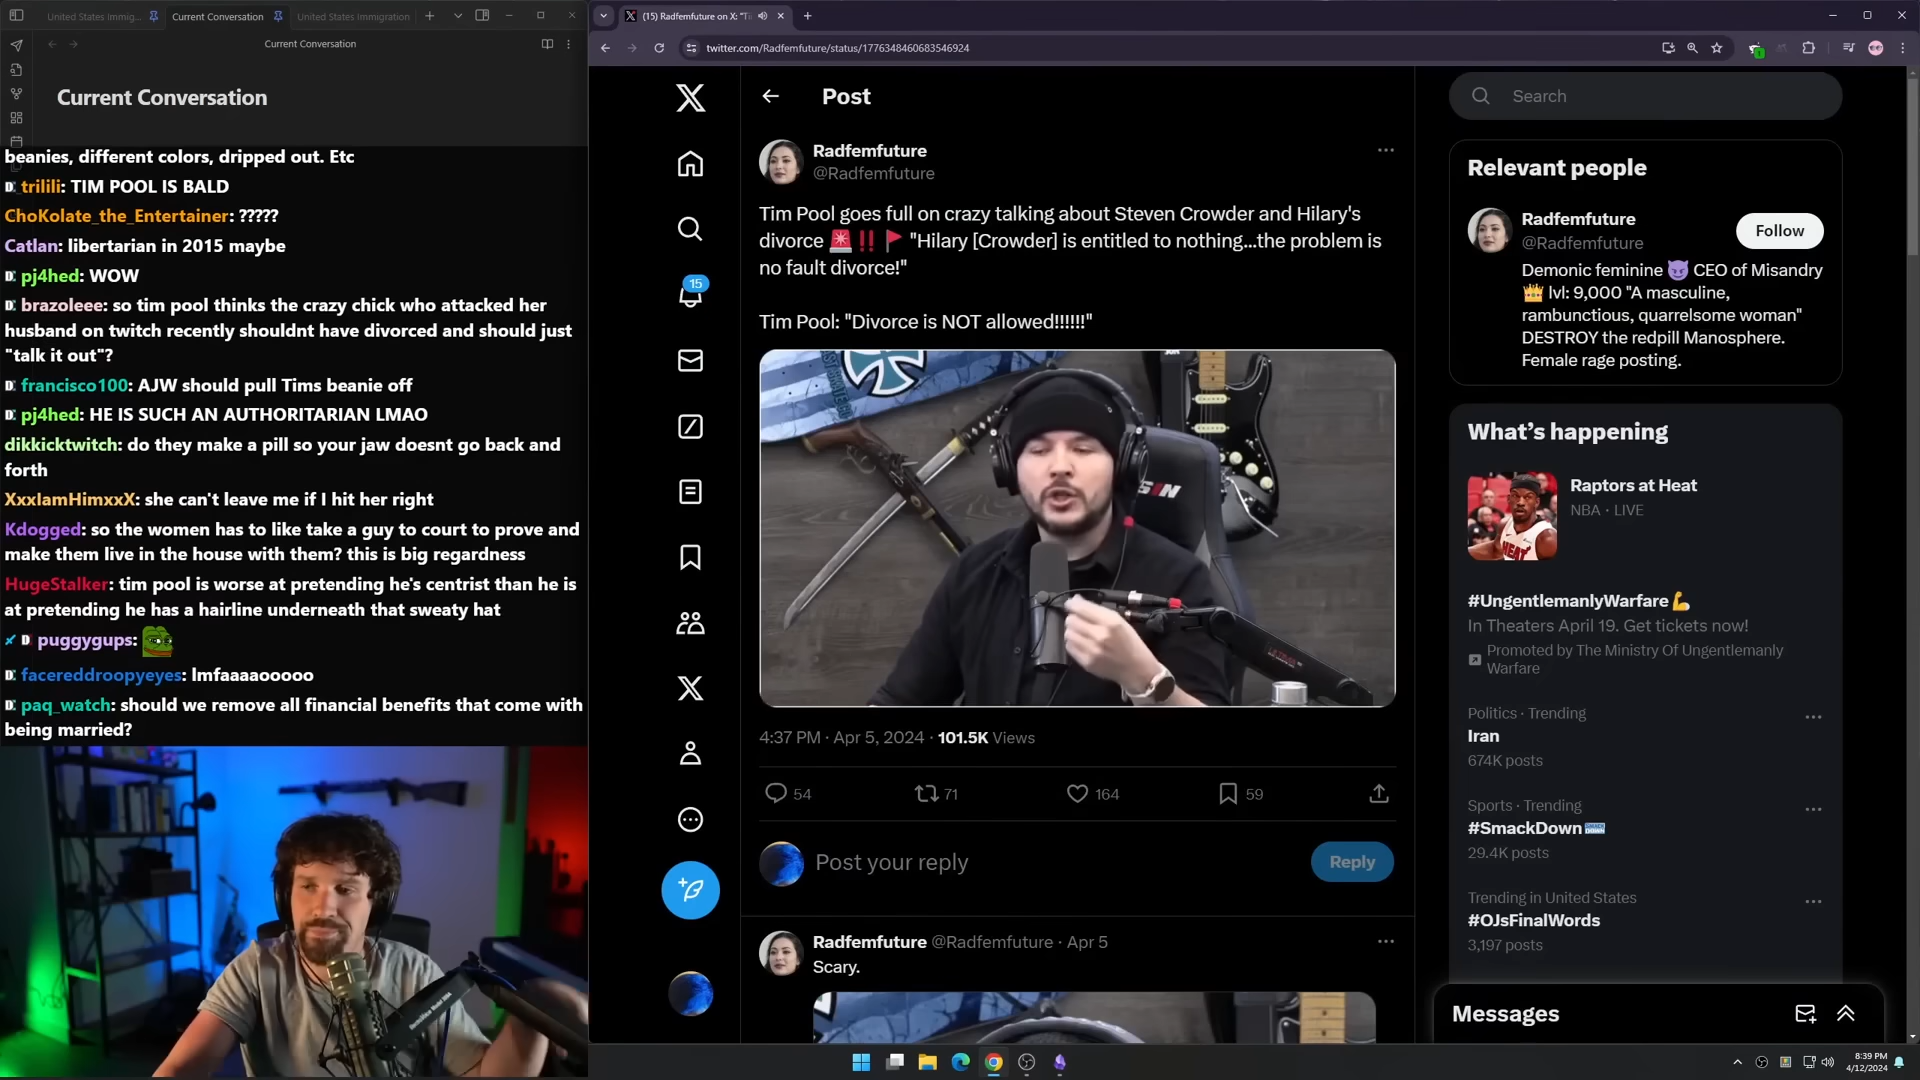 United States Immig...
Current Conversation
United States Immigration
Current Conversation
Current Conversation
beanies, different colors, dripped out. Etc
D: trilili: TIM POOL IS BALD
ChoKolate_the_Entertainer: ?????
Catlan: libertarian in 2015 maybe
D: pj4hed: WOW
D: brazoleee: so tim pool thinks the crazy chick who attacked her
husband on twitch recently shouldnt have divorced and should just
"talk it out"?
D: francisco100: AJW should pull Tims beanie off
D: pj4hed: HE IS SUCH AN AUTHORITARIAN LMAO
dikkicktwitch: do they make a pill so your jaw doesnt go back and
forth
XxxIamHimxxX: she can't leave me if I hit her right
Kdogged: so the women has to like take a guy to court to prove and
make them live in the house with them? this is big regardness
HugeStalker: tim pool is worse at pretending he's centrist than he is
at pretending he has a hairline underneath that sweaty hat
D puggygups:
D: facereddroopyeyes: lmfaaaaooooo
D: paq_watch: should we remove all financial benefits that come with
being married?
(15) Radfemfuture on X: "Ti
twitter.com/Radfemfuture/status/1776348460683546924
Post
Radfemfuture
@Radfemfuture
Tim Pool goes full on crazy talking about Steven Crowder and Hilary's
divorce 🚨‼️🚩 "Hilary [Crowder] is entitled to nothing...the problem is
no fault divorce!"
Tim Pool: "Divorce is NOT allowed!!!!!!"
4:37 PM · Apr 5, 2024 · 101.5K Views
54
71
164
59
Post your reply
Reply
Radfemfuture @Radfemfuture · Apr 5
Scary.
15
Search
Relevant people
Radfemfuture
@Radfemfuture
Follow
Demonic feminine 😈 CEO of Misandry
👑 lvl: 9,000 "A masculine,
rambunctious, quarrelsome woman"
DESTROY the redpill Manosphere.
Female rage posting.
What's happening
Raptors at Heat
NBA · LIVE
HEAT
#UngentlemanlyWarfare💪
In Theaters April 19. Get tickets now!
Promoted by The Ministry Of Ungentlemanly
Warfare
Politics · Trending
Iran
674K posts
Sports · Trending
#SmackDown
29.4K posts
Trending in United States
#OJsFinalWords
3,197 posts
Messages
8:39 PM
4/12/2024